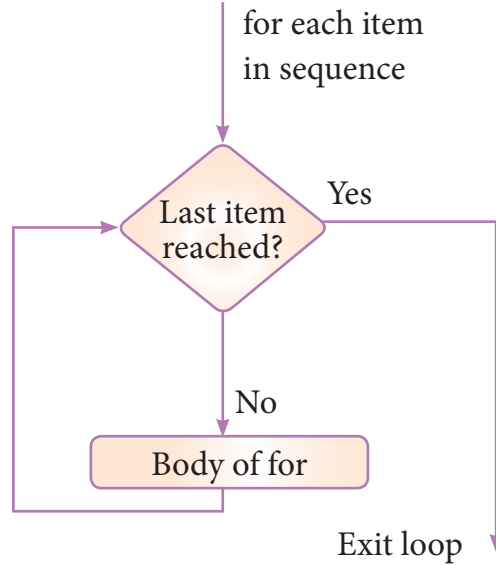 for each item
in sequence
Last item
reached?
Yes
No
Body of for
Exit loop